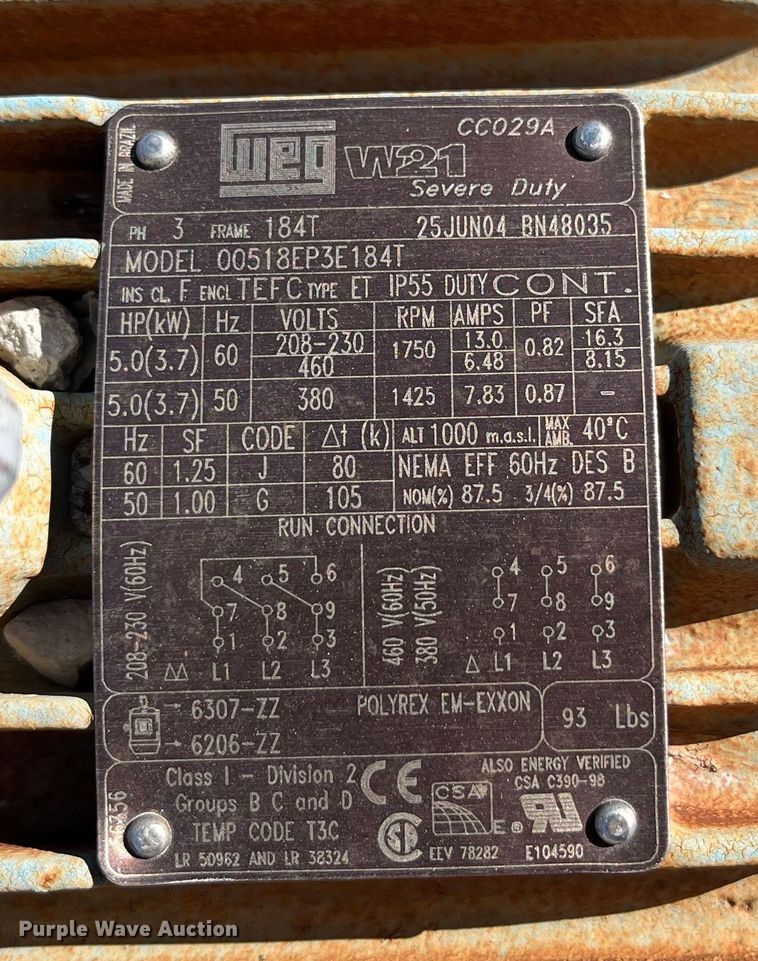 MADE IN BRAZIL
WEG W21
CC029A
Severe Duty
PH 3 FRAME 184T 25JUN04 BN48035
MODEL 00518EP3E184T
INS CL. F ENCL TEFC TYPE ET IP55 DUTY CONT.
HP(kW) Hz VOLTS RPM AMPS PF SFA
5.0(3.7) 60 208-230 1750 13.0 0.82 16.3
460 6.48 8.15
5.0(3.7) 50 380 1425 7.83 0.87 -
Hz SF CODE Δt (k) ALT 1000 m.a.s.l. MAX AMB. 40°C
60 1.25 J 80 NEMA EFF 60Hz DES B
50 1.00 G 105 NOM(%) 87.5 3/4(%) 87.5
RUN CONNECTION
208-230 V(60Hz)
4 5 6
7 8 9
1 2 3
ΔΔ L1 L2 L3
460 V(60Hz)
380 V(50Hz)
4 5 6
7 8 9
1 2 3
Δ L1 L2 L3
6307-ZZ POLYREX EM-EXXON 93 Lbs
6206-ZZ
Class I - Division 2
Groups B C and D
TEMP CODE T3C
LR 50962 AND LR 38324
CE
ALSO ENERGY VERIFIED
CSA C390-98
CSA E.®
EEV 78282 E104590
Purple Wave Auction